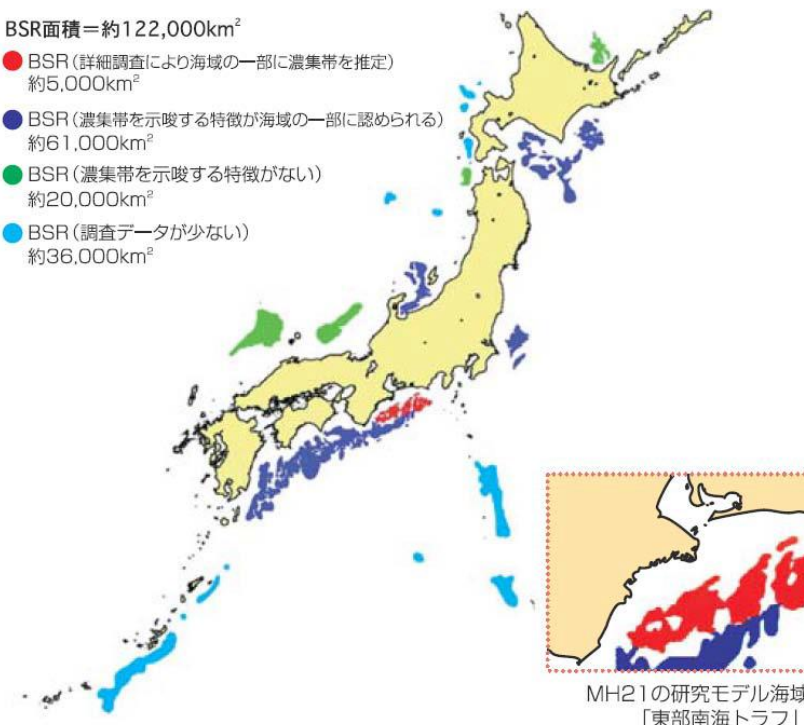 BSR面積＝約122,000km²
BSR（詳細調査により海域の一部に濃集帯を推定）
約5,000km²
BSR（濃集帯を示唆する特徴が海域の一部に認められる）
約61,000km²
BSR（濃集帯を示唆する特徴がない）
約20,000km²
BSR（調査データが少ない）
約36,000km²
MH21の研究モデル海域
「東部南海トラフ」